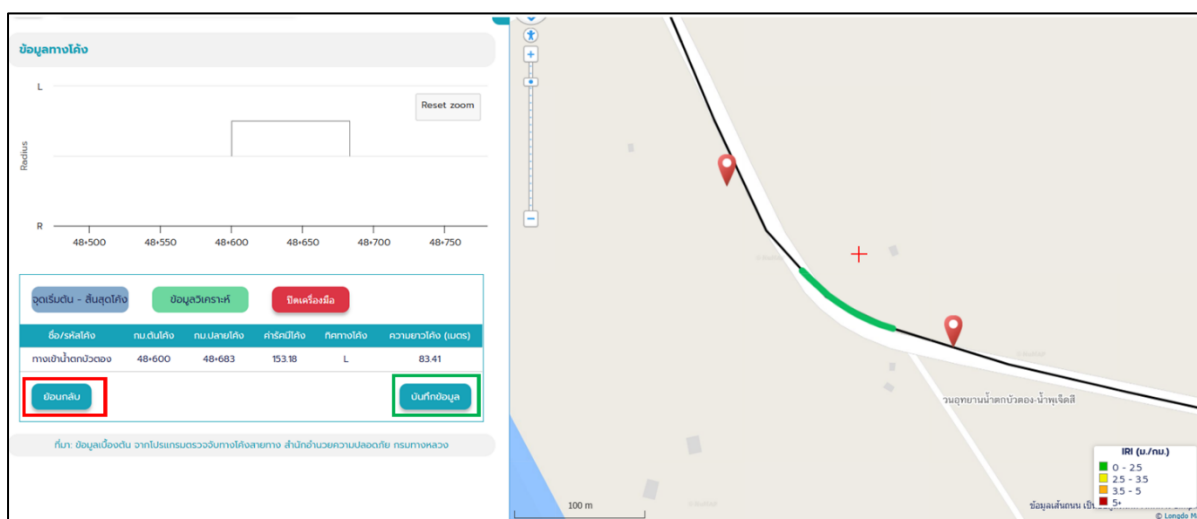 ข้อมูลทางโค้ง
L
Reset zoom
Radius
R
48+500 48+550 48+600 48+650 48+700 48+750
จุดเริ่มต้น - สิ้นสุดโค้ง ข้อมูลวิเคราะห์ ปิดเครื่องมือ
ชื่อ/รหัสโค้ง กม.ต้นโค้ง กม.ปลายโค้ง ค่ารัศมีโค้ง ทิศทางโค้ง ความยาวโค้ง (เมตร)
ทางเข้าน้ำตกบัวตอง 48+600 48+683 153.18 L 83.41
ย้อนกลับ บันทึกข้อมูล
ที่มา: ข้อมูลเบื้องต้น จากโปรแกรมตรวจจับทางโค้งสายทาง สำนักอำนวยความปลอดภัย กรมทางหลวง
วนอุทยานน้ำตกบัวตอง-น้ำพุเจ็ดสี
IRI (ม./กม.)
0 - 2.5
2.5 - 3.5
3.5 - 5
5+
100 m
ข้อมูลเส้นถนน
© Longdo